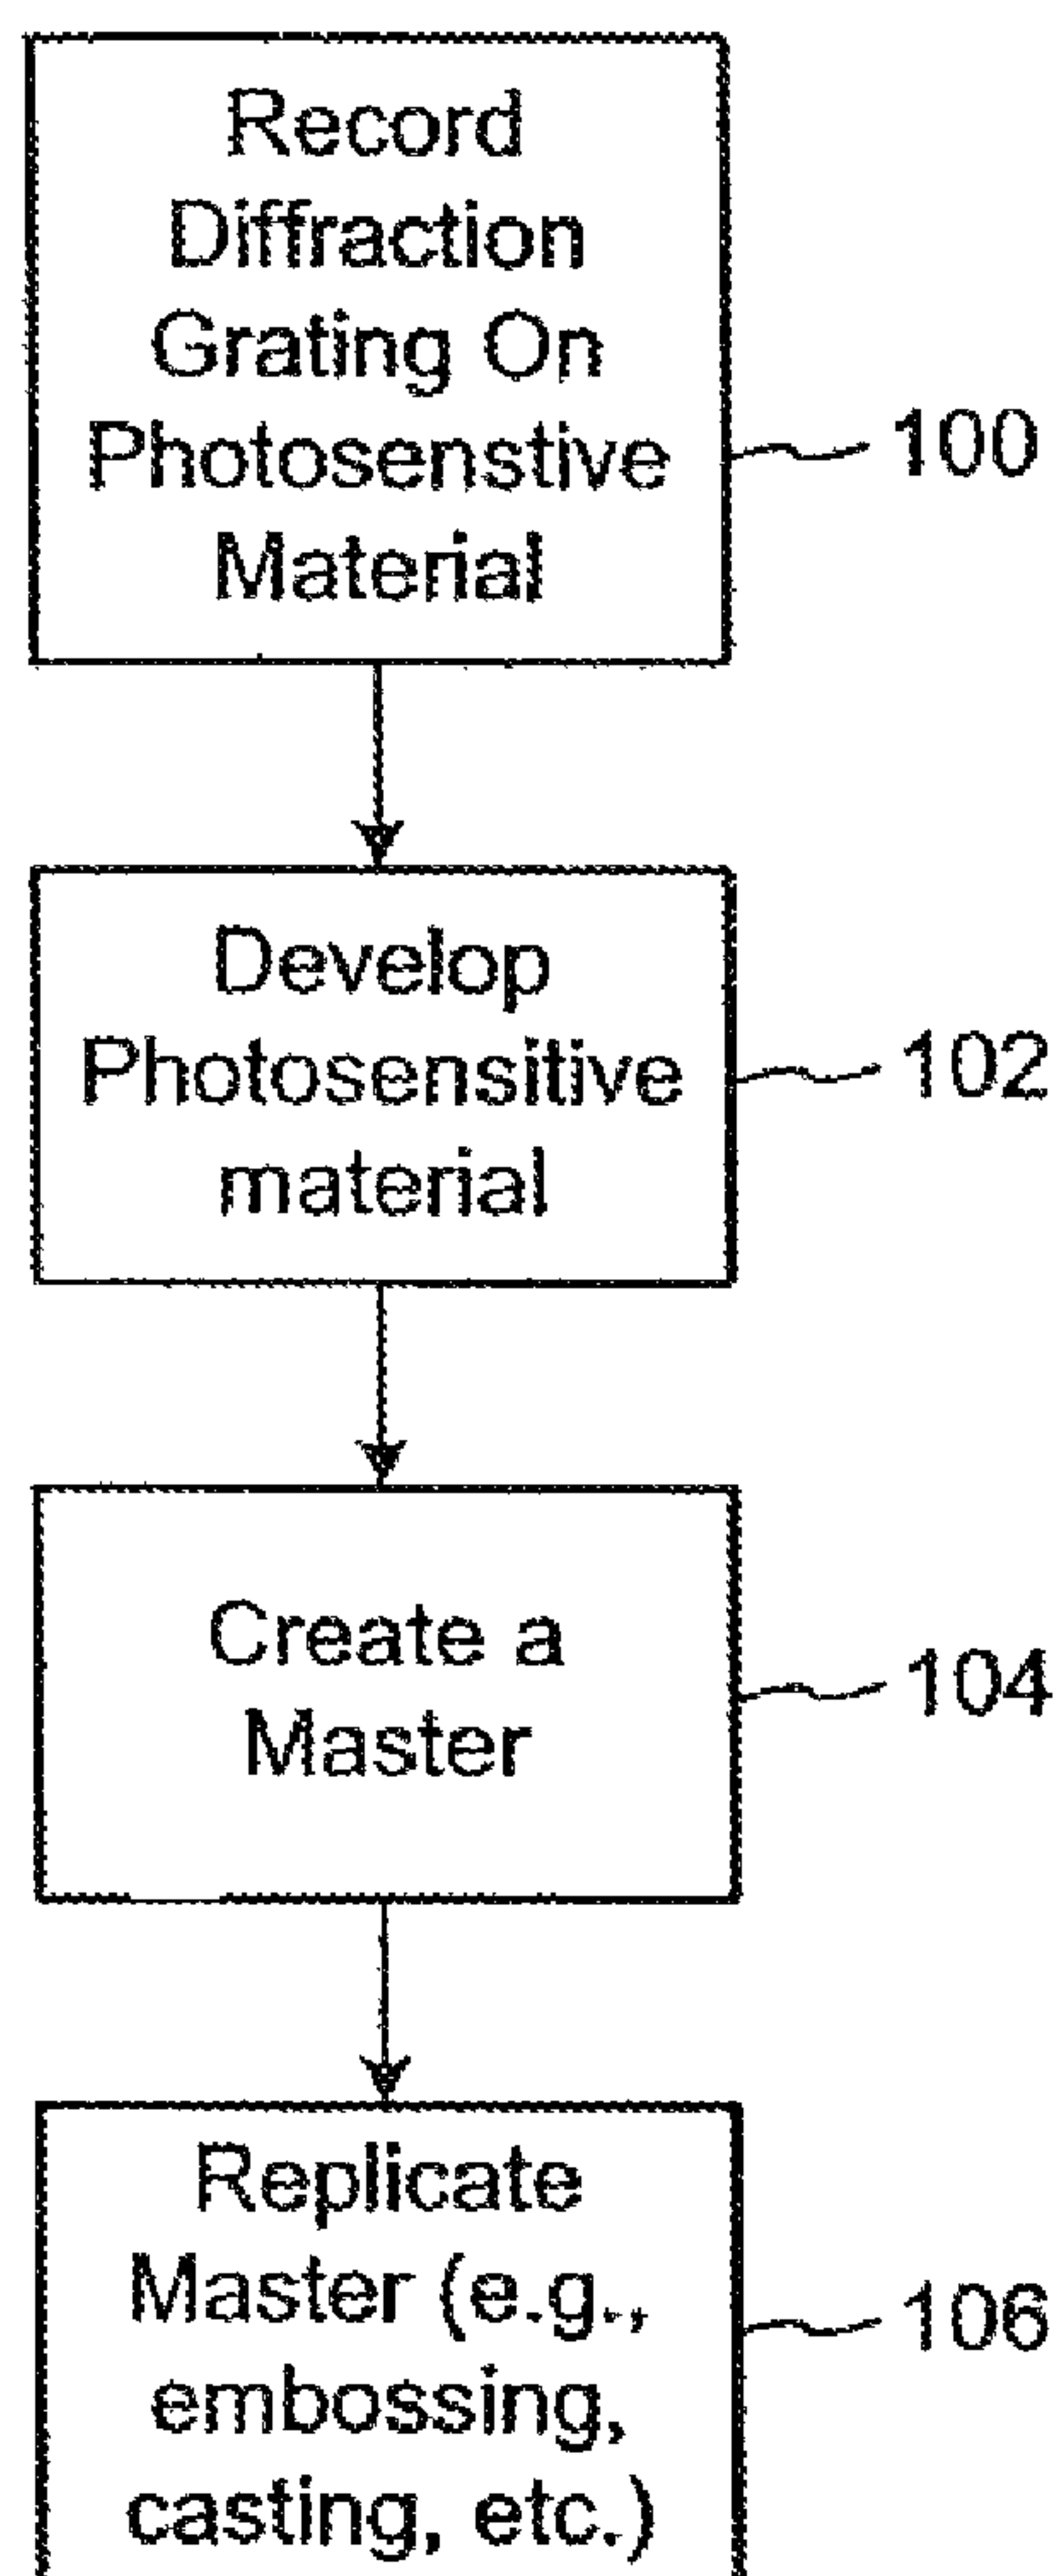 Record
Diffraction
Grating On
Photosenstive
Material
100
Develop
Photosensitive
material
102
Create a
Master
104
Replicate
Master (e.g.,
embossing,
casting, etc.)
106